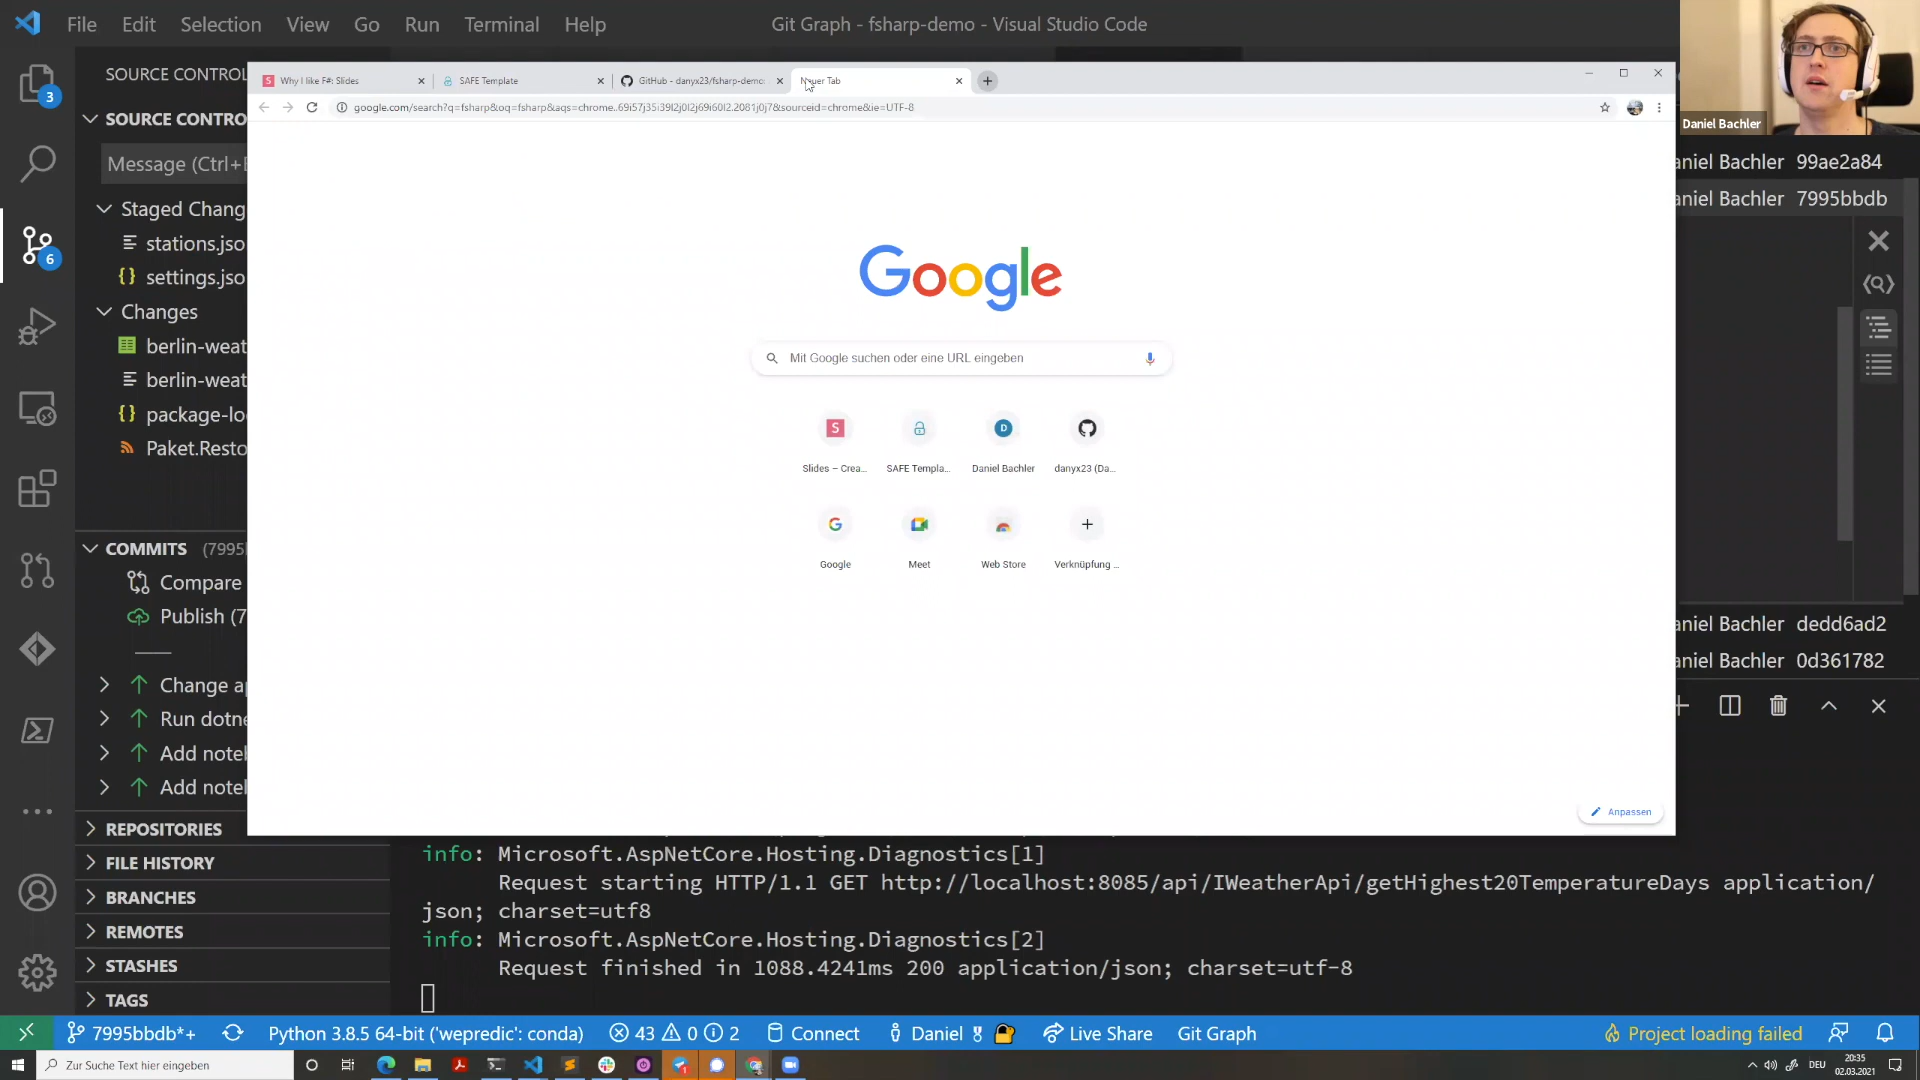 File Edit Selection View Go Run Terminal Help
Git Graph - fsharp-demo - Visual Studio Code
Daniel Bachler
SOURCE CONTROL
SOURCE CONTRO
Message (Ctrl+
Staged Chang
stations.jso
settings.jso
Changes
berlin-weat
berlin-weat
package-lo
Paket.Resto
COMMITS (7995
Compare
Publish (7
Change a
Run dotne
Add note
Add note
REPOSITORIES
FILE HISTORY
BRANCHES
REMOTES
STASHES
TAGS
3
6
Why I like F#: Slides
SAFE Template
GitHub - danyx23/fsharp-demo
Neuer Tab
google.com/search?q=fsharp&oq=fsharp&aqs=chrome..69i57j35i39l2j0l2j69i60l2.2081j0j7&sourceid=chrome&ie=UTF-8
Google
Mit Google suchen oder eine URL eingeben
S
D
Slides – Crea...
SAFE Templa...
Daniel Bachler
danyx23 (Da...
Google
Meet
Web Store
Verknüpfung ...
Anpassen
aniel Bachler 99ae2a84
aniel Bachler 7995bbdb
aniel Bachler dedd6ad2
aniel Bachler 0d361782
info: Microsoft.AspNetCore.Hosting.Diagnostics[1]
Request starting HTTP/1.1 GET http://localhost:8085/api/IWeatherApi/getHighest20TemperatureDays application/
json; charset=utf8
info: Microsoft.AspNetCore.Hosting.Diagnostics[2]
Request finished in 1088.4241ms 200 application/json; charset=utf-8
7995bbdb*+
Python 3.8.5 64-bit ('wepredic': conda)
43 0 2
Connect
Daniel
Live Share
Git Graph
Project loading failed
Zur Suche Text hier eingeben
DEU
20:35
02.03.2021